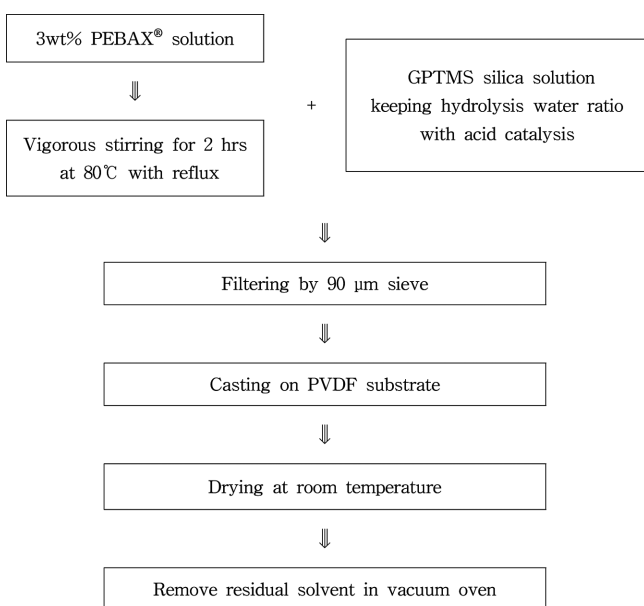 3wt% PEBAX® solution
⇓
Vigorous stirring for 2 hrs
at 80℃ with reflux
+
GPTMS silica solution
keeping hydrolysis water ratio
with acid catalysis
⇓
Filtering by 90 μm sieve
⇓
Casting on PVDF substrate
⇓
Drying at room temperature
⇓
Remove residual solvent in vacuum oven